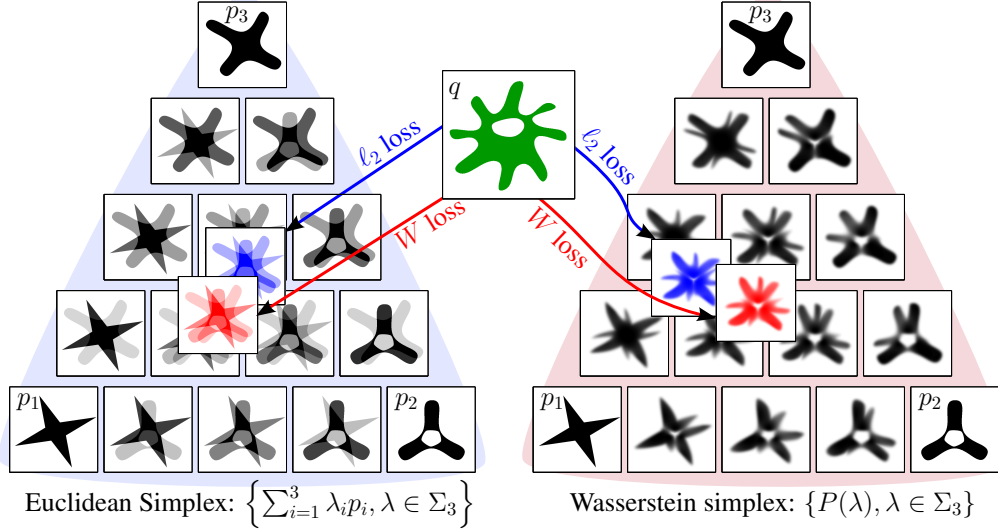 p₃
p₃
q
ℓ₂ loss
ℓ₂ loss
W loss
W loss
p₁
p₂
p₁
p₂
Euclidean Simplex: {∑³ᵢ₌₁ λᵢpᵢ, λ ∈ Σ₃}
Wasserstein simplex: {P(λ), λ ∈ Σ₃}